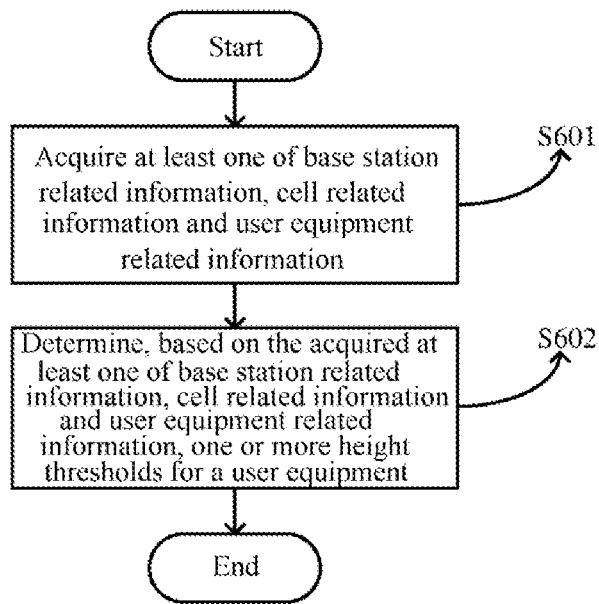 Start
Acquire at least one of base station
related information, cell related
information and user equipment
related information
S601
Determine, based on the acquired at
least one of base station related
information, cell related information
and user equipment related
information, one or more height
thresholds for a user equipment
S602
End